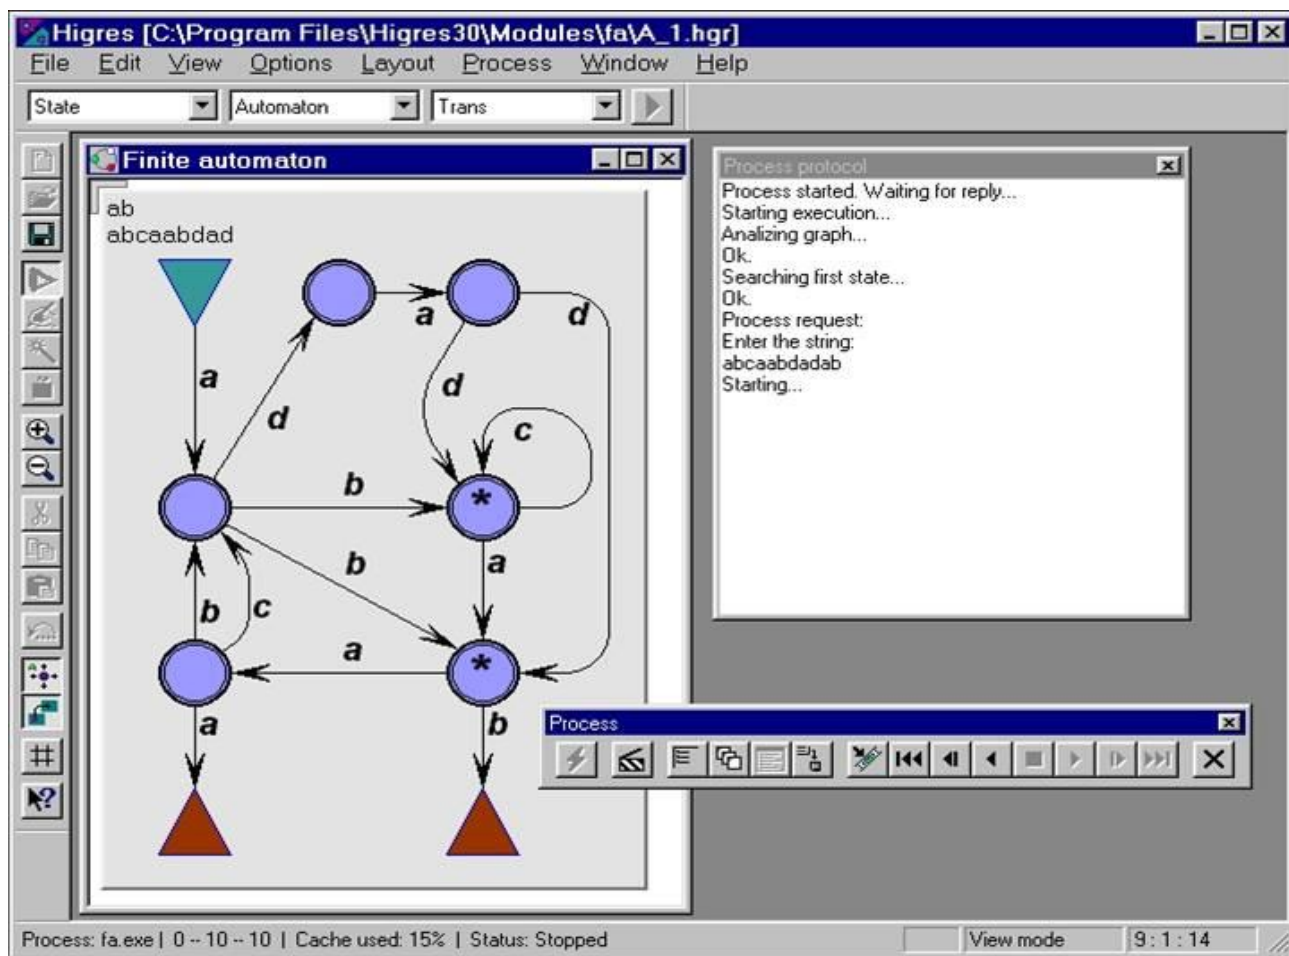 Higres [C:\Program Files\Higres30\Modules\fa\A_1.hgr]
File Edit View Options Layout Process Window Help
State Automaton Trans
Finite automaton
ab
abcaabdad
a d
a
d
d
c
b
*
b a
b c
a *
a b
Process protocol
Process started. Waiting for reply...
Starting execution...
Analizing graph...
Ok.
Searching first state...
Ok.
Process request:
Enter the string:
abcaabdadab
Starting...
Process
Process: fa.exe | 0 -- 10 -- 10 | Cache used: 15% | Status: Stopped View mode 9 : 1 : 14